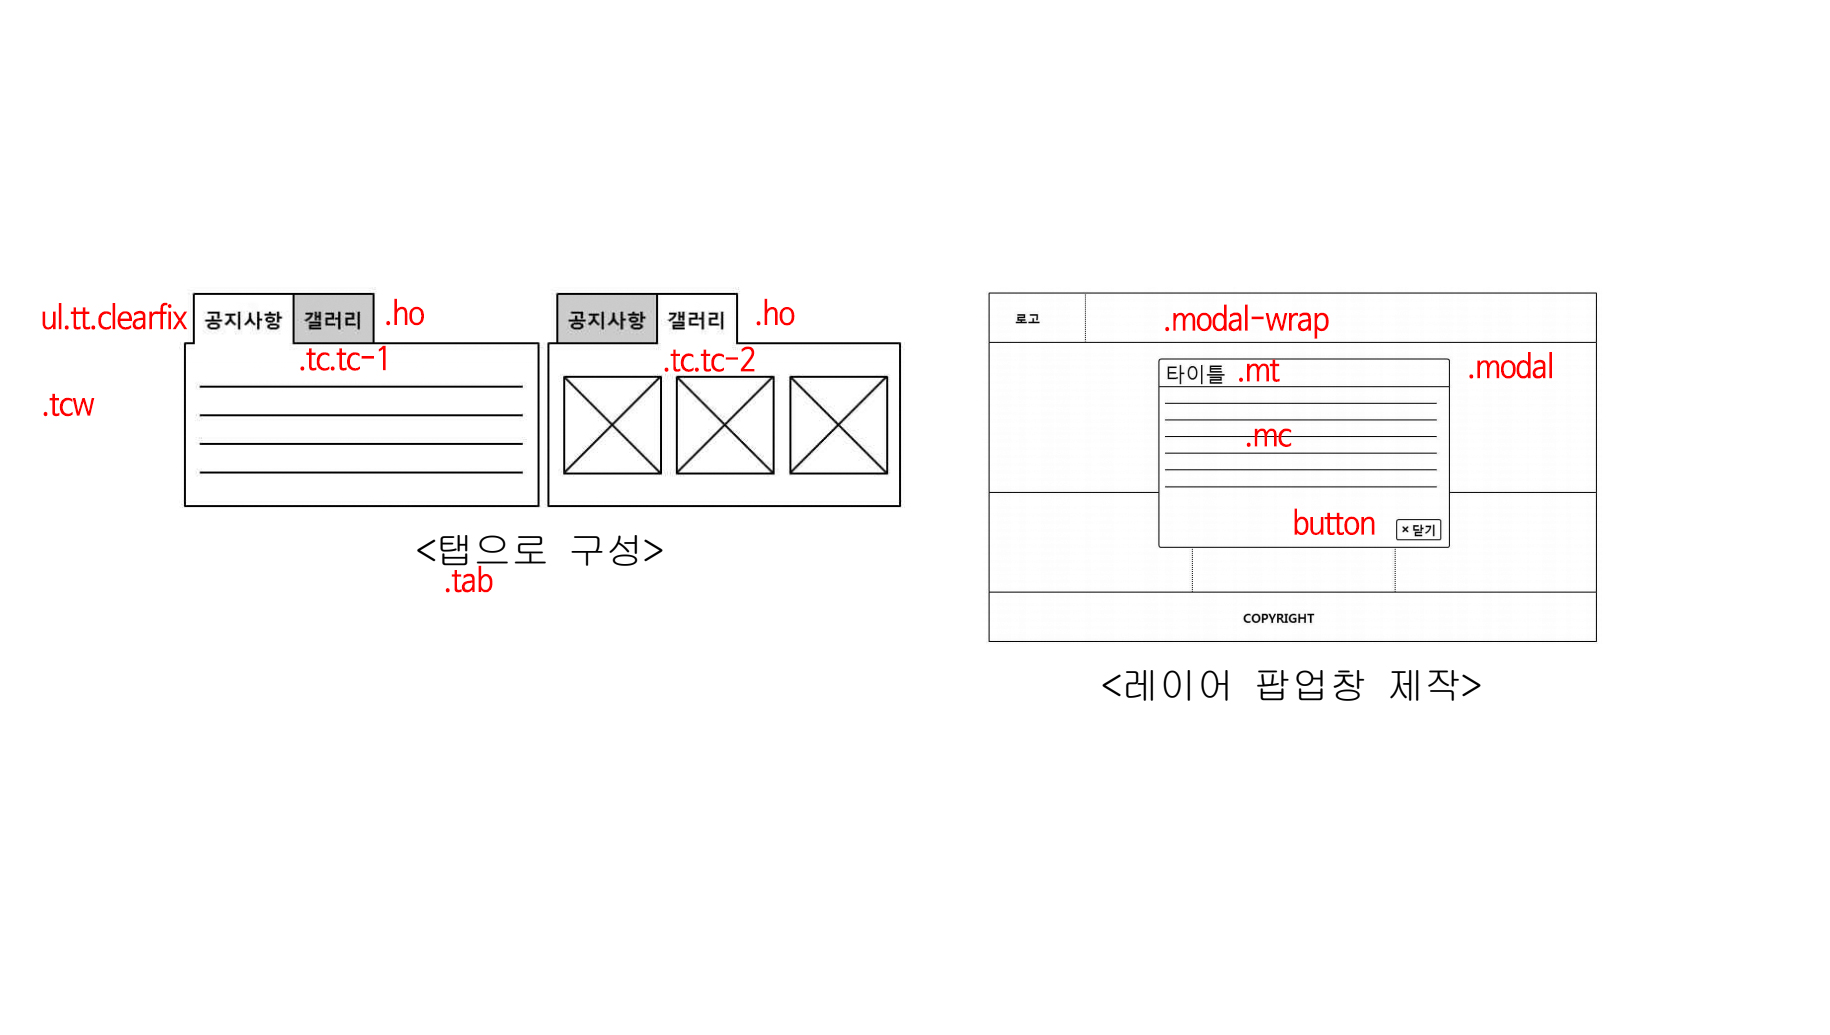 ul.tt.clearfix
공지사항
갤러리
.ho
.tc.tc-1
.tcw
공지사항
갤러리
.ho
.tc.tc-2
<탭으로 구성>
.tab
로고
.modal-wrap
타이틀
.mt
.modal
.mc
button
× 닫기
COPYRIGHT
<레이어 팝업창 제작>